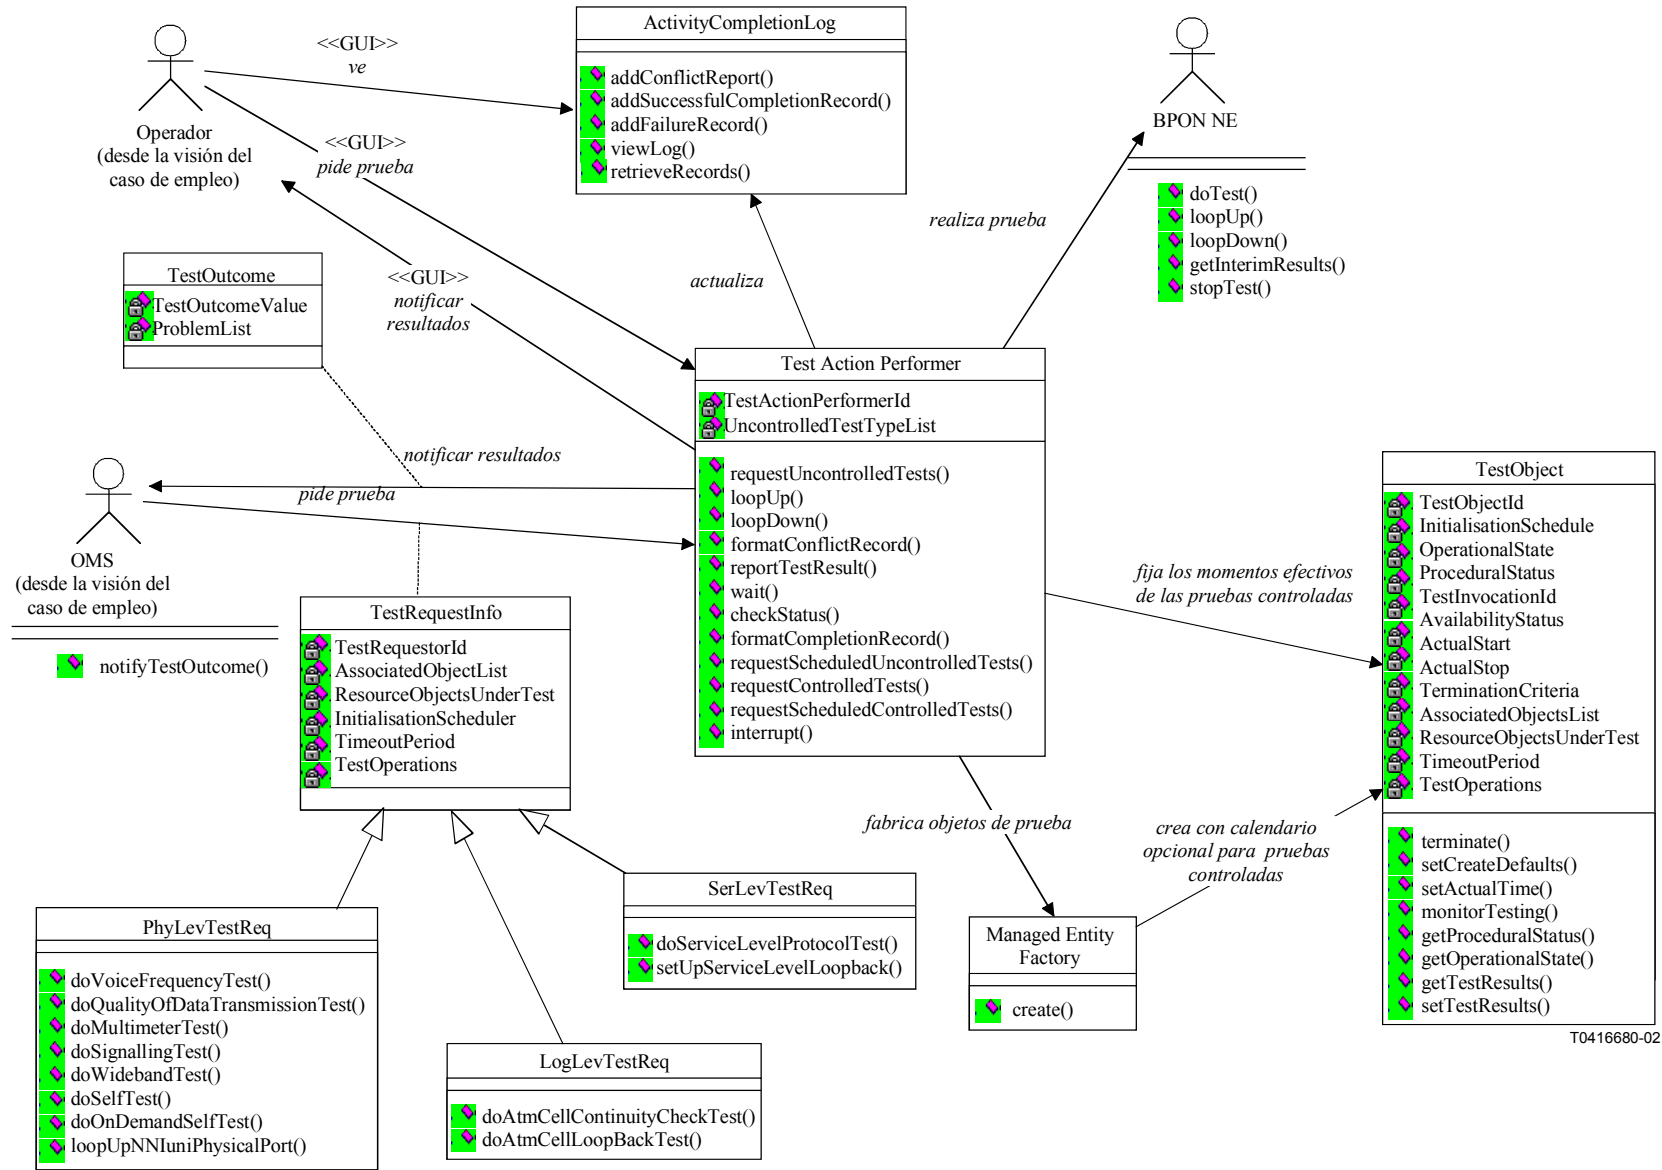 ActivityCompletionLog
addConflictReport()
addSuccessfulCompletionRecord()
addFailureRecord()
viewLog()
retrieveRecords()
<<GUI>>
ve
Operador
(desde la visión del
caso de empleo)
<<GUI>>
pide prueba
BPON NE
doTest()
loopUp()
loopDown()
getInterimResults()
stopTest()
realiza prueba
actualiza
<<GUI>>
notificar
resultados
TestOutcome
TestOutcomeValue
ProblemList
Test Action Performer
TestActionPerformerId
UncontrolledTestTypeList
requestUncontrolledTests()
loopUp()
loopDown()
formatConflictRecord()
reportTestResult()
wait()
checkStatus()
formatCompletionRecord()
requestScheduledUncontrolledTests()
requestControlledTests()
requestScheduledControlledTests()
interrupt()
notificar resultados
pide prueba
OMS
(desde la visión del
caso de empleo)
notifyTestOutcome()
TestRequestInfo
TestRequestorId
AssociatedObjectList
ResourceObjectsUnderTest
InitialisationScheduler
TimeoutPeriod
TestOperations
fija los momentos efectivos
de las pruebas controladas
TestObject
TestObjectId
InitialisationSchedule
OperationalState
ProceduralStatus
TestInvocationId
AvailabilityStatus
ActualStart
ActualStop
TerminationCriteria
AssociatedObjectsList
ResourceObjectsUnderTest
TimeoutPeriod
TestOperations
terminate()
setCreateDefaults()
setActualTime()
monitorTesting()
getProceduralStatus()
getOperationalState()
getTestResults()
setTestResults()
fabrica objetos de prueba
crea con calendario
opcional para pruebas
controladas
SerLevTestReq
doServiceLevelProtocolTest()
setUpServiceLevelLoopback()
Managed Entity
Factory
create()
PhyLevTestReq
doVoiceFrequencyTest()
doQualityOfDataTransmissionTest()
doMultimeterTest()
doSignallingTest()
doWidebandTest()
doSelfTest()
doOnDemandSelfTest()
loopUpNNIuniPhysicalPort()
LogLevTestReq
doAtmCellContinuityCheckTest()
doAtmCellLoopBackTest()
T0416680-02